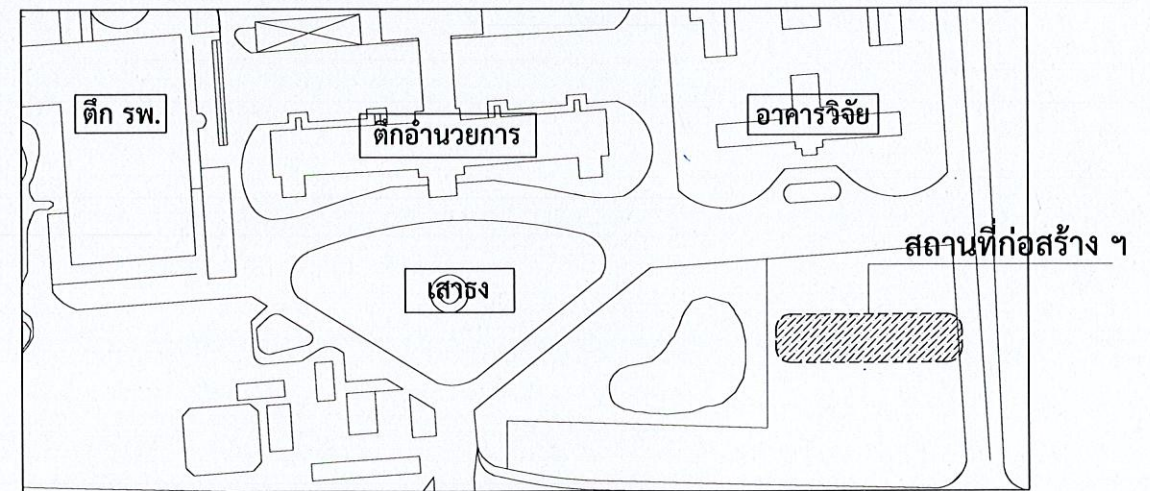 ตึก รพ.
ตึกอำนวยการ
อาคารวิจัย
สถานที่ก่อสร้าง ฯ
เสาธง